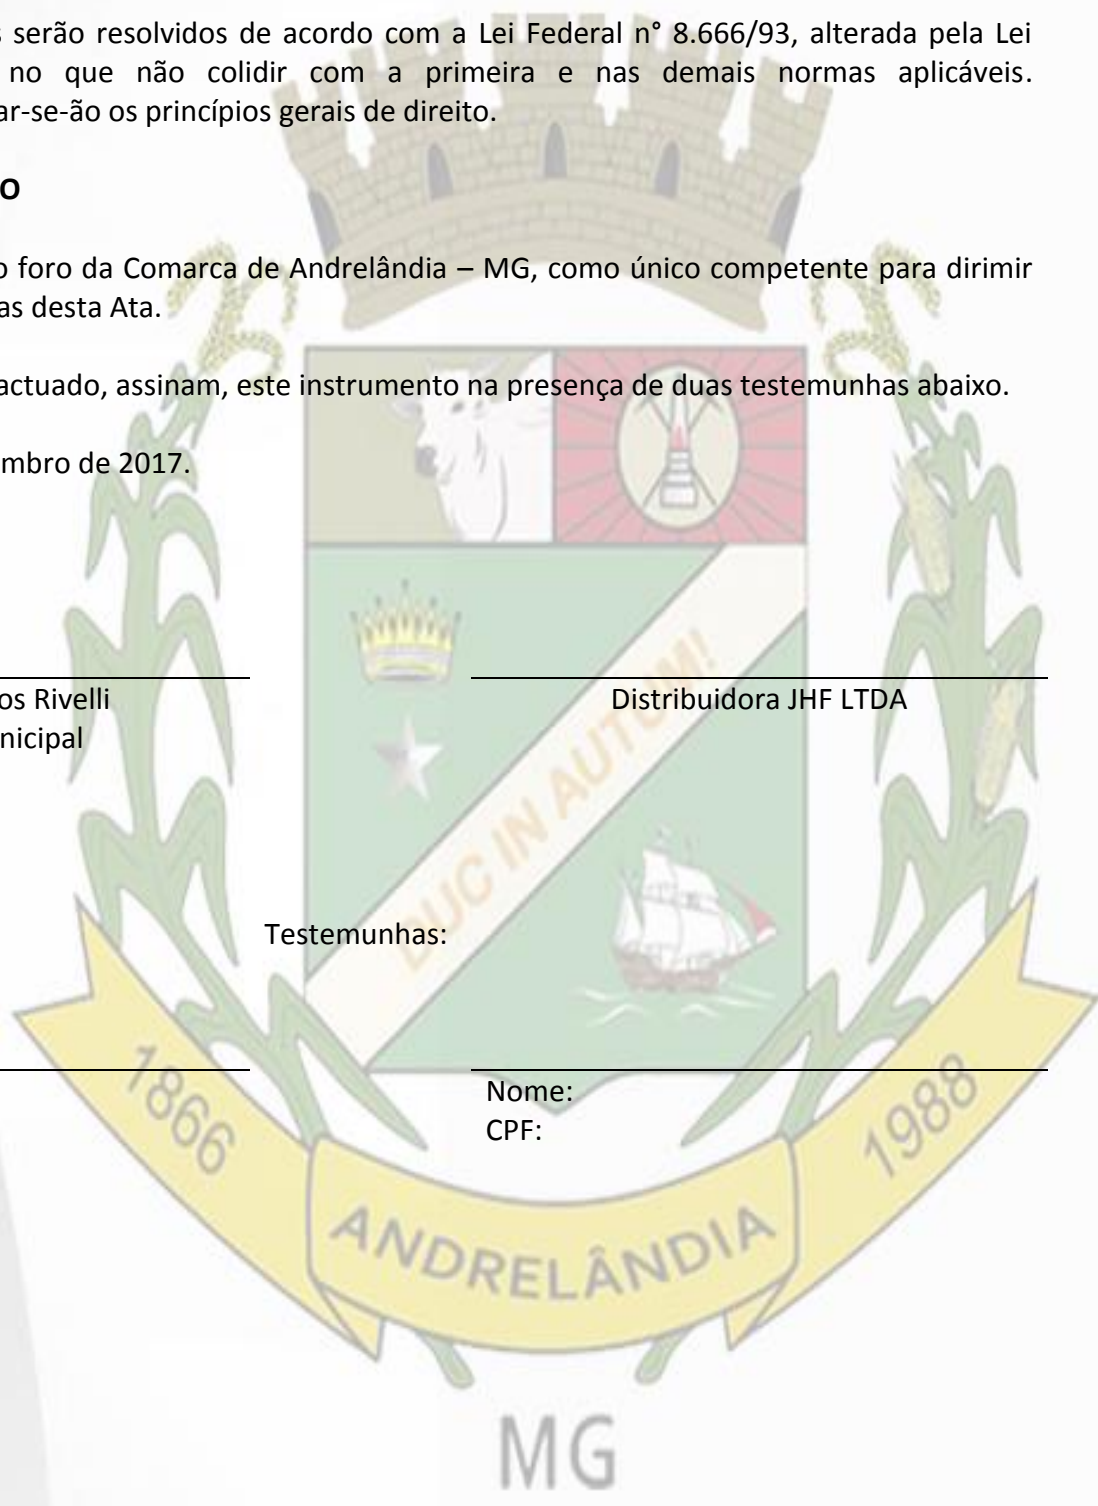 s serão resolvidos de acordo com a Lei Federal n° 8.666/93, alterada pela Lei
no que não colidir com a primeira e nas demais normas aplicáveis.
ar-se-ão os princípios gerais de direito.
O
o foro da Comarca de Andrelândia – MG, como único competente para dirimir
as desta Ata.
actuado, assinam, este instrumento na presença de duas testemunhas abaixo.
mbro de 2017.
os Rivelli
Distribuidora JHF LTDA
nicipal
DUC IN AUTUM!
Testemunhas:
Nome:
CPF:
1866
1988
ANDRELÂNDIA
MG